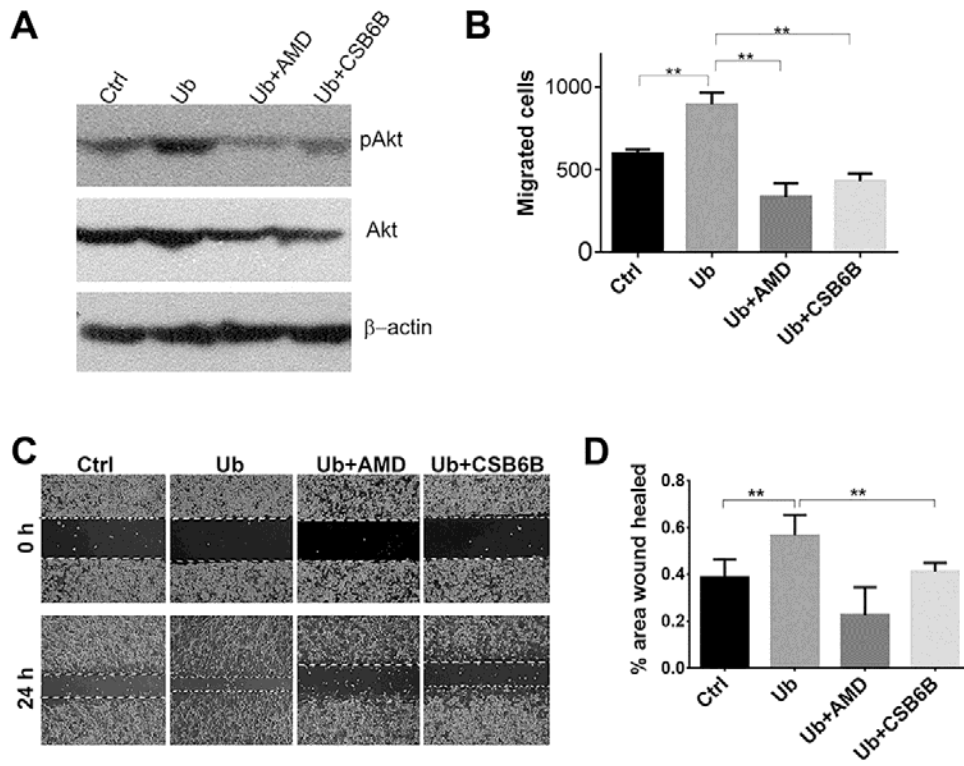 A
Ctrl
Ub
Ub+AMD
Ub+CSB6B
pAkt
Akt
β–actin
B
Migrated cells
1000
500
0
**
**
**
Ctrl
Ub
Ub+AMD
Ub+CSB6B
C
Ctrl
Ub
Ub+AMD
Ub+CSB6B
0 h
24 h
D
% area wound healed
0.8
0.6
0.4
0.2
0.0
**
**
Ctrl
Ub
Ub+AMD
Ub+CSB6B